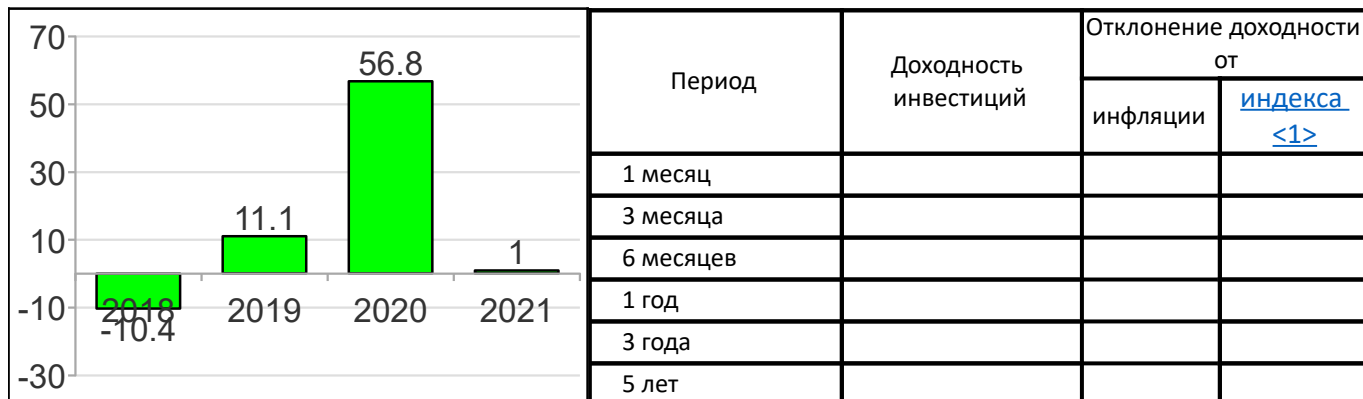 70
50
30
10
-10
-30
-10.4
11.1
56.8
1
2018
2019
2020
2021
Период
Доходность
инвестиций
Отклонение доходности
от
инфляции
индекса
<1>
1 месяц
3 месяца
6 месяцев
1 год
3 года
5 лет